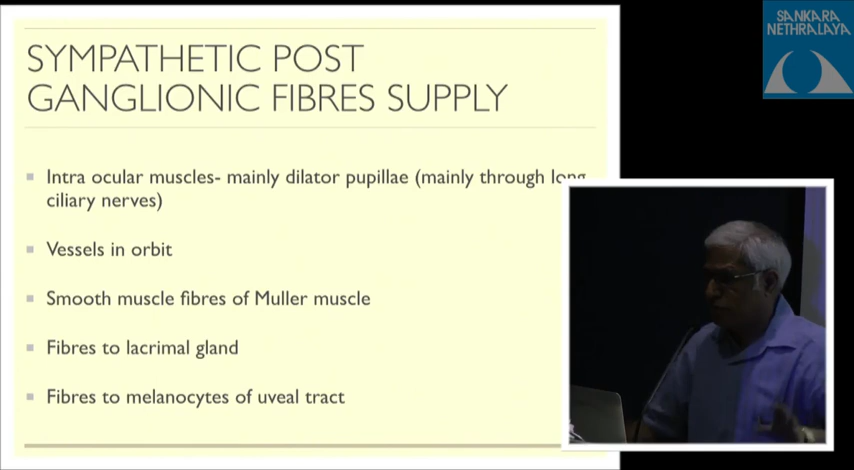 SYMPATHETIC POST
GANGLIONIC FIBRES SUPPLY
Intra ocular muscles- mainly dilator pupillae (mainly through long
ciliary nerves)
Vessels in orbit
Smooth muscle fibres of Muller muscle
Fibres to lacrimal gland
Fibres to melanocytes of uveal tract
SANKARA
NETHRALAYA